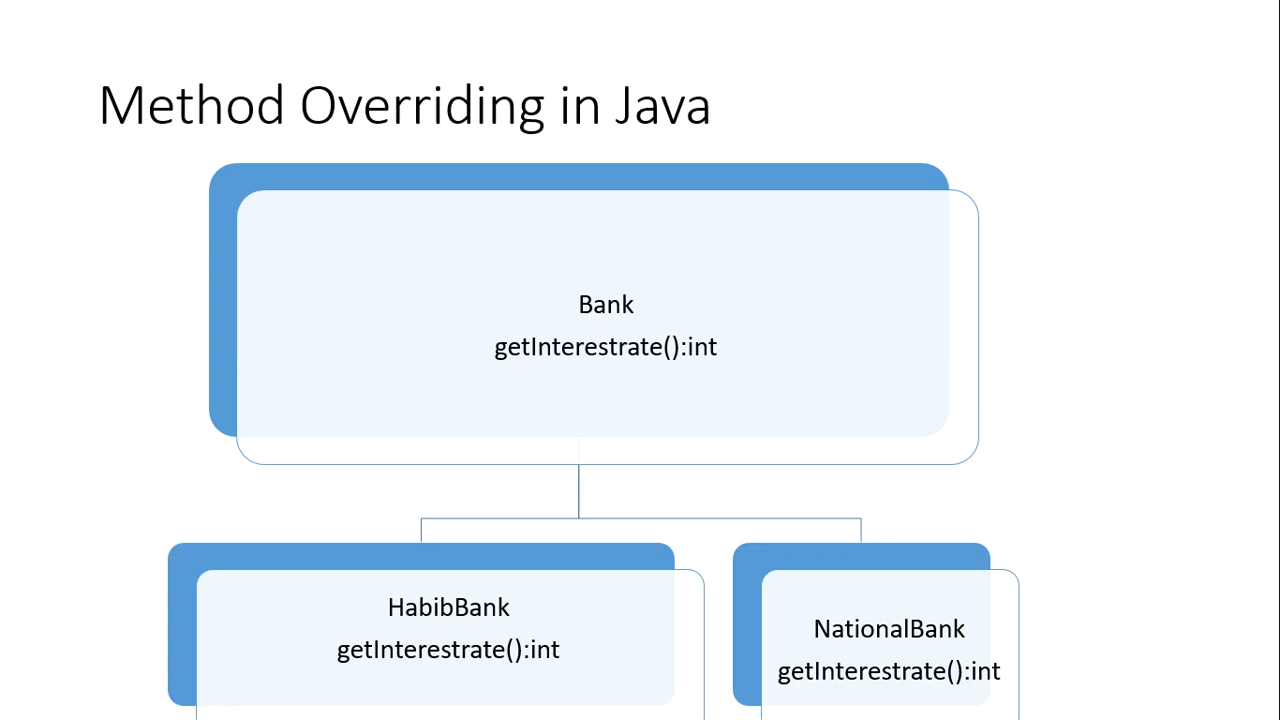 Method Overriding in Java
Bank
getInterestrate():int
HabibBank
getInterestrate():int
NationalBank
getInterestrate():int